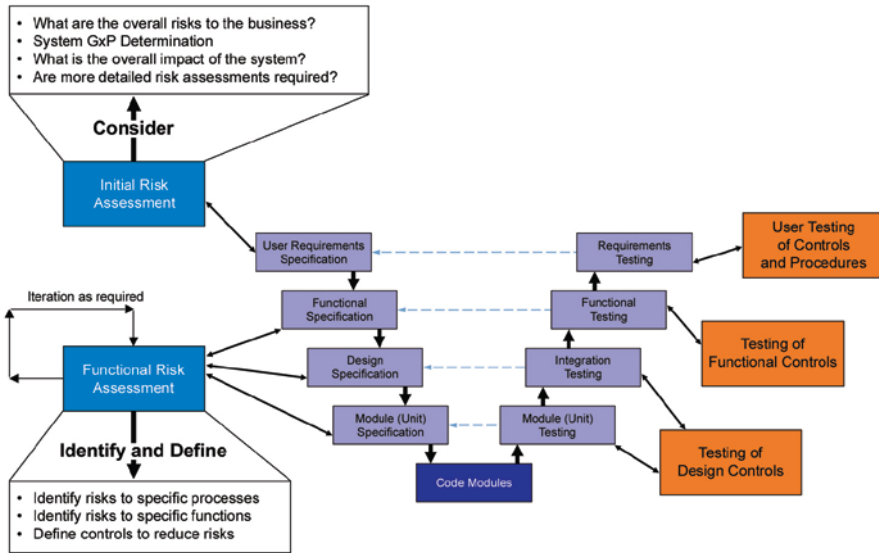 • What are the overall risks to the business?
• System GxP Determination
• What is the overall impact of the system?
• Are more detailed risk assessments required?
Consider
Initial Risk
Assessment
User Requirements
Specification
Requirements
Testing
User Testing
of Controls
and Procedures
Iteration as required
Functional
Specification
Functional
Testing
Testing of
Functional Controls
Functional Risk
Assessment
Design
Specification
Integration
Testing
Module (Unit)
Specification
Module (Unit)
Testing
Testing of
Design Controls
Identify and Define
Code Modules
• Identify risks to specific processes
• Identify risks to specific functions
• Define controls to reduce risks